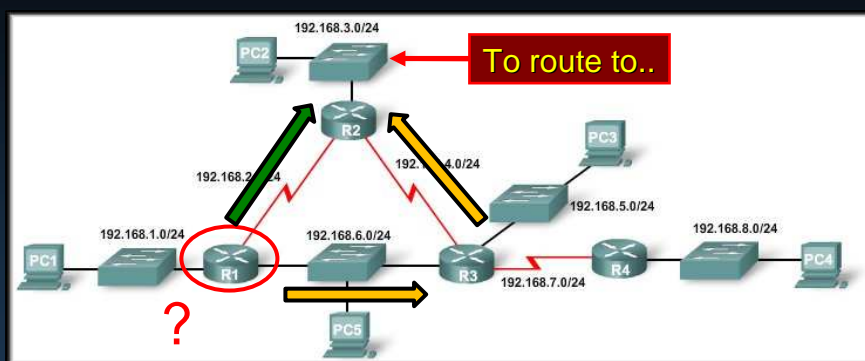 192.168.3.0/24
PC2
To route to..
R2
PC3
192.168.2
24
4.0/24
192.168.5.0/24
192.168.1.0/24
192.168.6.0/24
192.168.8.0/24
PC1
R1
R3
R4
PC4
192.168.7.0/24
?
PC5